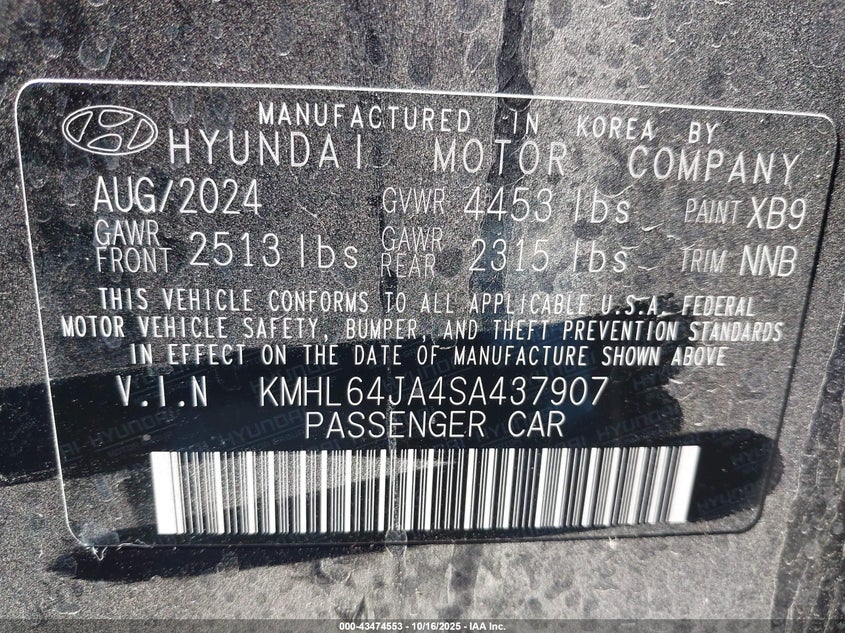 MANUFACTURED IN KOREA BY
HYUNDAI MOTOR COMPANY
AUG/2024 GVWR 4453 lbs PAINT XB9
GAWR FRONT 2513 lbs GAWR REAR 2315 lbs TRIM NNB
THIS VEHICLE CONFORMS TO ALL APPLICABLE U.S.A. FEDERAL
MOTOR VEHICLE SAFETY, BUMPER, AND THEFT PREVENTION STANDARDS
IN EFFECT ON THE DATE OF MANUFACTURE SHOWN ABOVE
V.I.N KMHL64JA4SA437907
PASSENGER CAR
000-43474553 - 10/16/2025 - IAA Inc.